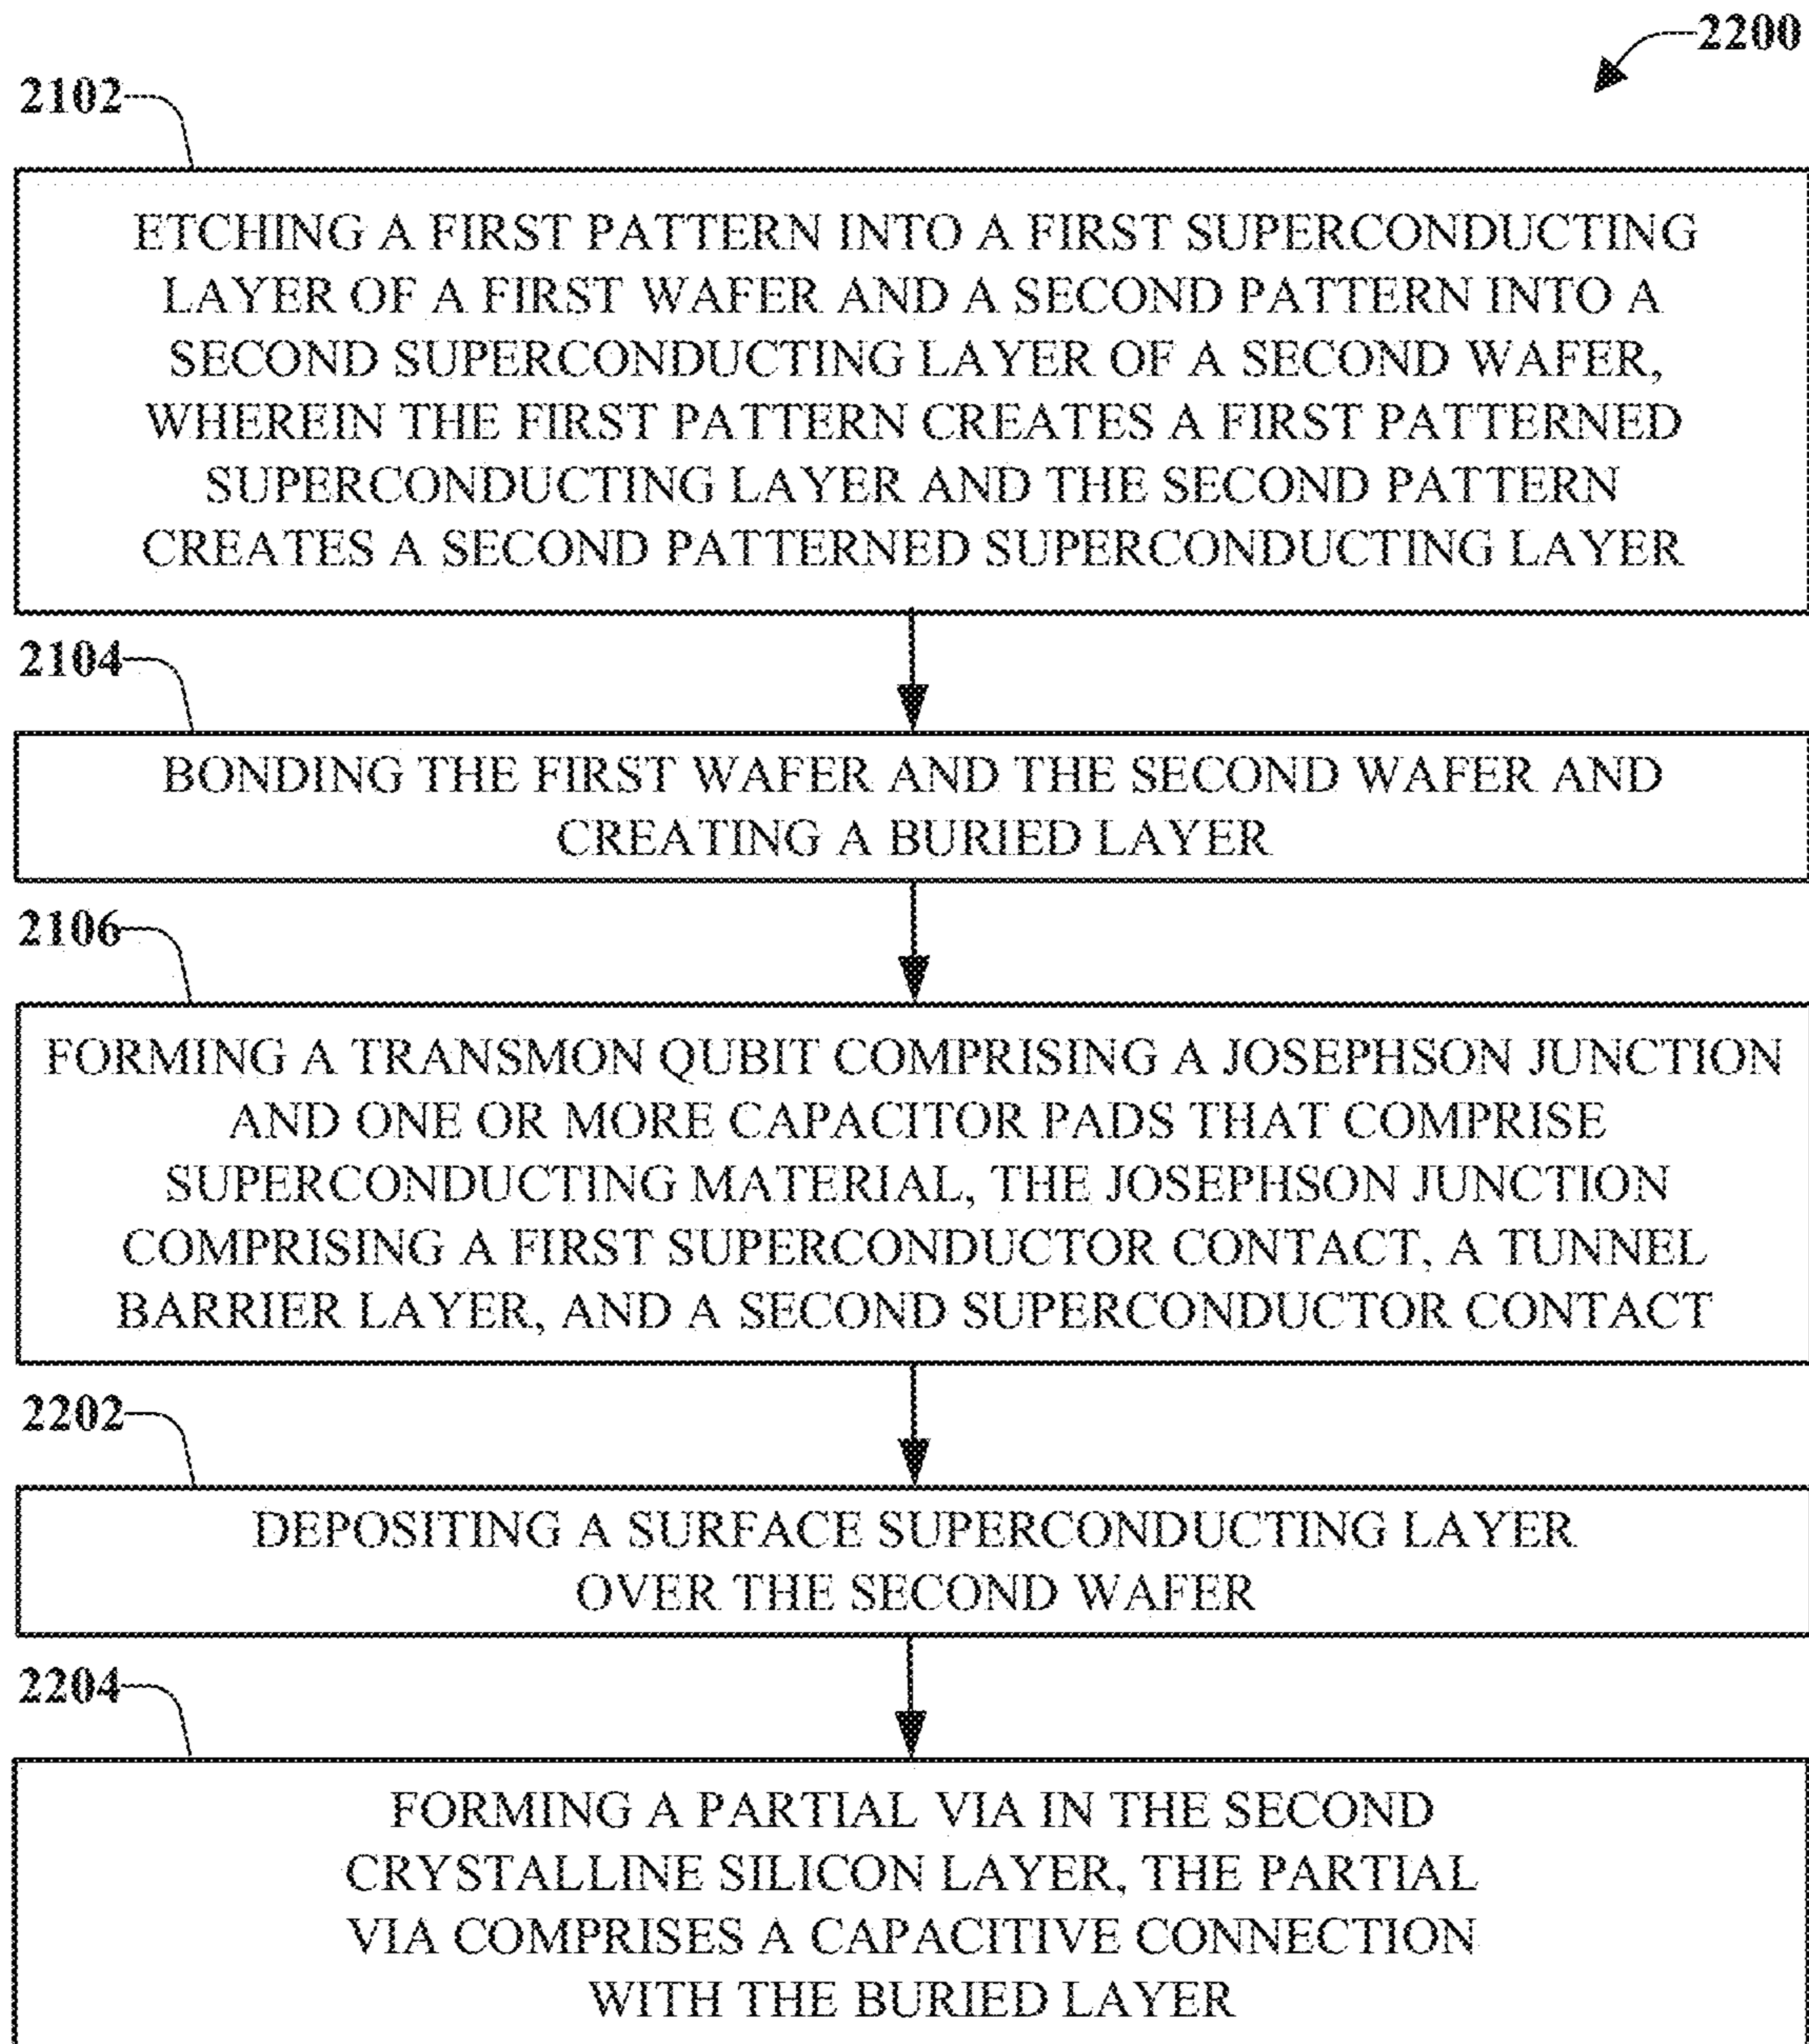 2200
2102
ETCHING A FIRST PATTERN INTO A FIRST SUPERCONDUCTING
LAYER OF A FIRST WAFER AND A SECOND PATTERN INTO A
SECOND SUPERCONDUCTING LAYER OF A SECOND WAFER,
WHEREIN THE FIRST PATTERN CREATES A FIRST PATTERNED
SUPERCONDUCTING LAYER AND THE SECOND PATTERN
CREATES A SECOND PATTERNED SUPERCONDUCTING LAYER
2104
BONDING THE FIRST WAFER AND THE SECOND WAFER AND
CREATING A BURIED LAYER
2106
FORMING A TRANSMON QUBIT COMPRISING A JOSEPHSON JUNCTION
AND ONE OR MORE CAPACITOR PADS THAT COMPRISE
SUPERCONDUCTING MATERIAL, THE JOSEPHSON JUNCTION
COMPRISING A FIRST SUPERCONDUCTOR CONTACT, A TUNNEL
BARRIER LAYER, AND A SECOND SUPERCONDUCTOR CONTACT
2202
DEPOSITING A SURFACE SUPERCONDUCTING LAYER
OVER THE SECOND WAFER
2204
FORMING A PARTIAL VIA IN THE SECOND
CRYSTALLINE SILICON LAYER, THE PARTIAL
VIA COMPRISES A CAPACITIVE CONNECTION
WITH THE BURIED LAYER